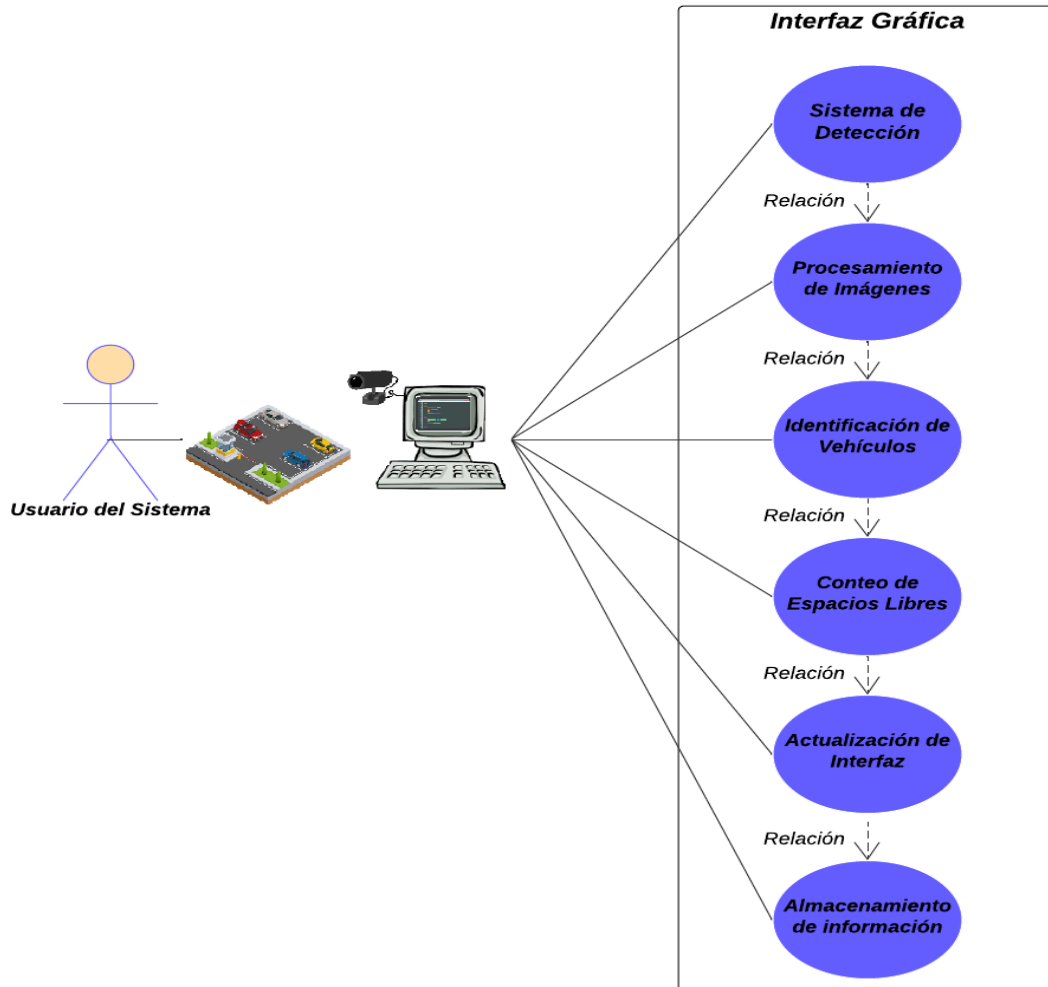 Interfaz Gráfica
Sistema de
Detección
Relación
Procesamiento
de Imágenes
Relación
Identificación de
Vehículos
Relación
Conteo de
Espacios Libres
Relación
Actualización de
Interfaz
Relación
Almacenamiento
de información
Usuario del Sistema